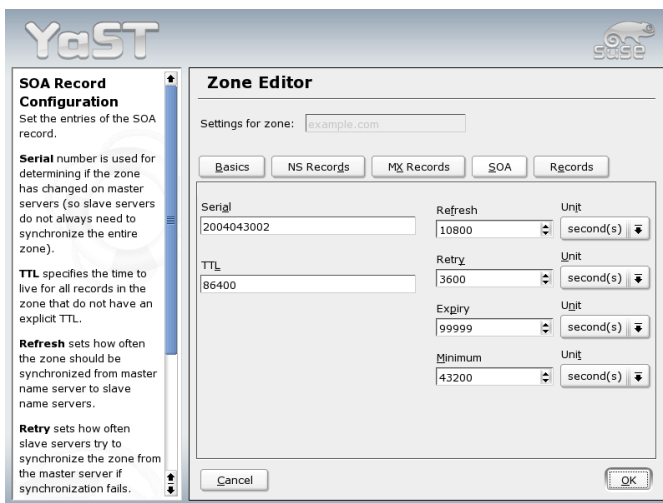 YaST
SUSE
SOA Record
Configuration
Set the entries of the SOA
record.
Serial number is used for
determining if the zone
has changed on master
servers (so slave servers
do not always need to
synchronize the entire
zone).
TTL specifies the time to
live for all records in the
zone that do not have an
explicit TTL.
Refresh sets how often
the zone should be
synchronized from master
name server to slave
name servers.
Retry sets how often
slave servers try to
synchronize the zone from
the master server if
synchronization fails.
Zone Editor
Settings for zone: example.com
Basics NS Records MX Records SOA Records
Serial
2004043002
TTL
86400
Refresh Unit
10800 second(s)
Retry Unit
3600 second(s)
Expiry Unit
99999 second(s)
Minimum Unit
43200 second(s)
Cancel OK